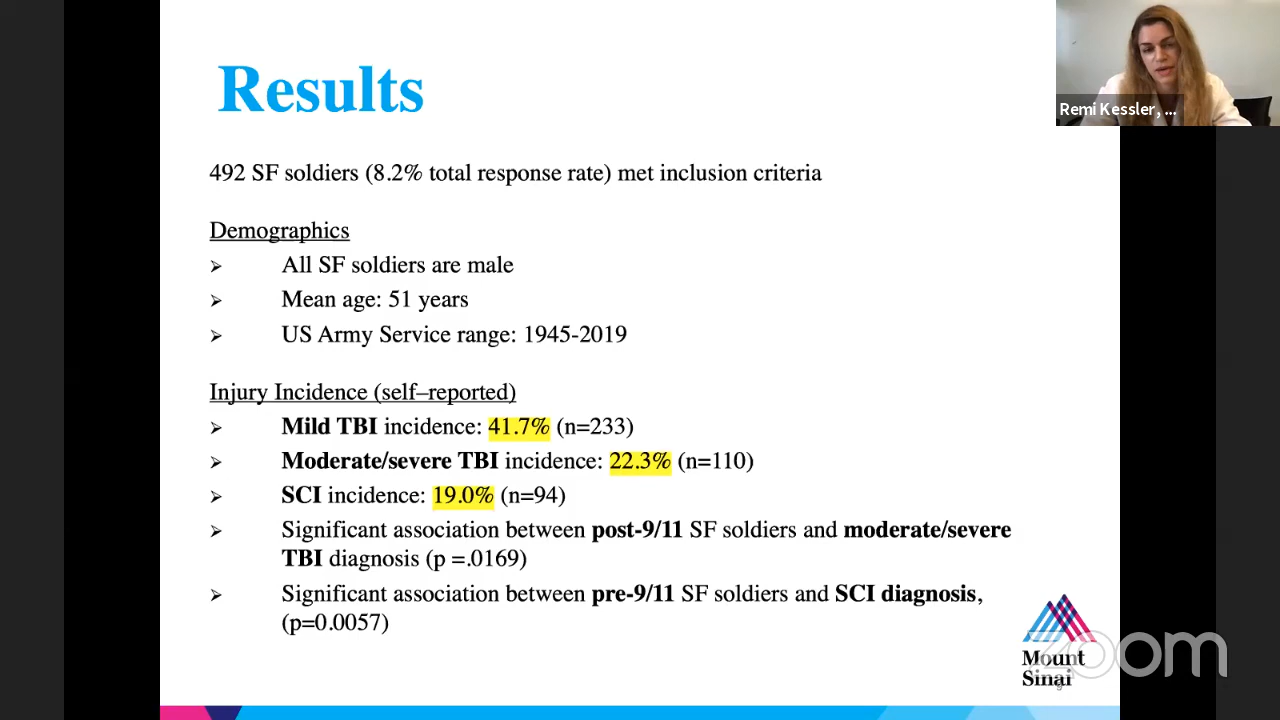 Results
Remi Kessler, ...
492 SF soldiers (8.2% total response rate) met inclusion criteria
Demographics
➢ All SF soldiers are male
➢ Mean age: 51 years
➢ US Army Service range: 1945-2019
Injury Incidence (self–reported)
➢ Mild TBI incidence: 41.7% (n=233)
➢ Moderate/severe TBI incidence: 22.3% (n=110)
➢ SCI incidence: 19.0% (n=94)
➢ Significant association between post-9/11 SF soldiers and moderate/severe
TBI diagnosis (p =.0169)
➢ Significant association between pre-9/11 SF soldiers and SCI diagnosis,
(p=0.0057)
Mount
Sinai
9
zoom